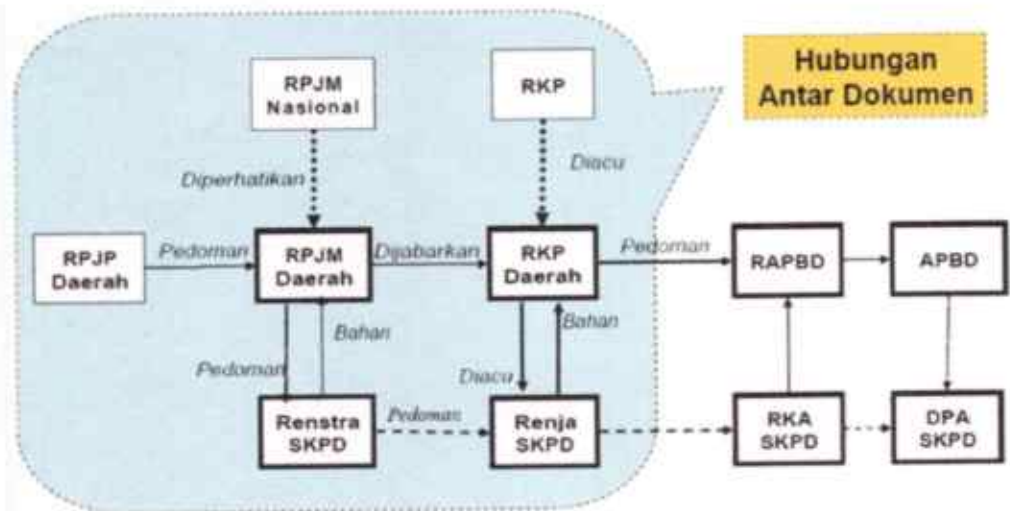 Hubungan
Antar Dokumen
RPJM
Nasional
RKP
Diperhatikan
Diacu
RPJP
Daerah
Pedoman
RPJM
Daerah
Dijabarkan
RKP
Daerah
Pedoman
RAPBD
APBD
Pedoman
Bahan
Diacu
Bahan
Renstra
SKPD
Pedoman
Renja
SKPD
RKA
SKPD
DPA
SKPD